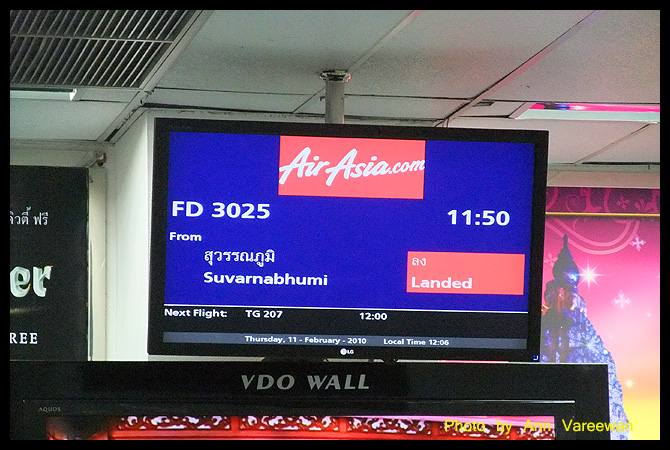 AirAsia.com
FD 3025 11:50
From
สุวรรณภูมิ ลง
Suvarnabhumi Landed
Next Flight: TG 207 12:00
Thursday, 11 - February - 2010 Local Time 12:06
LG
ฟรี
er
REE
VDO WALL
AQUOS
Photo by Ann Vareewan